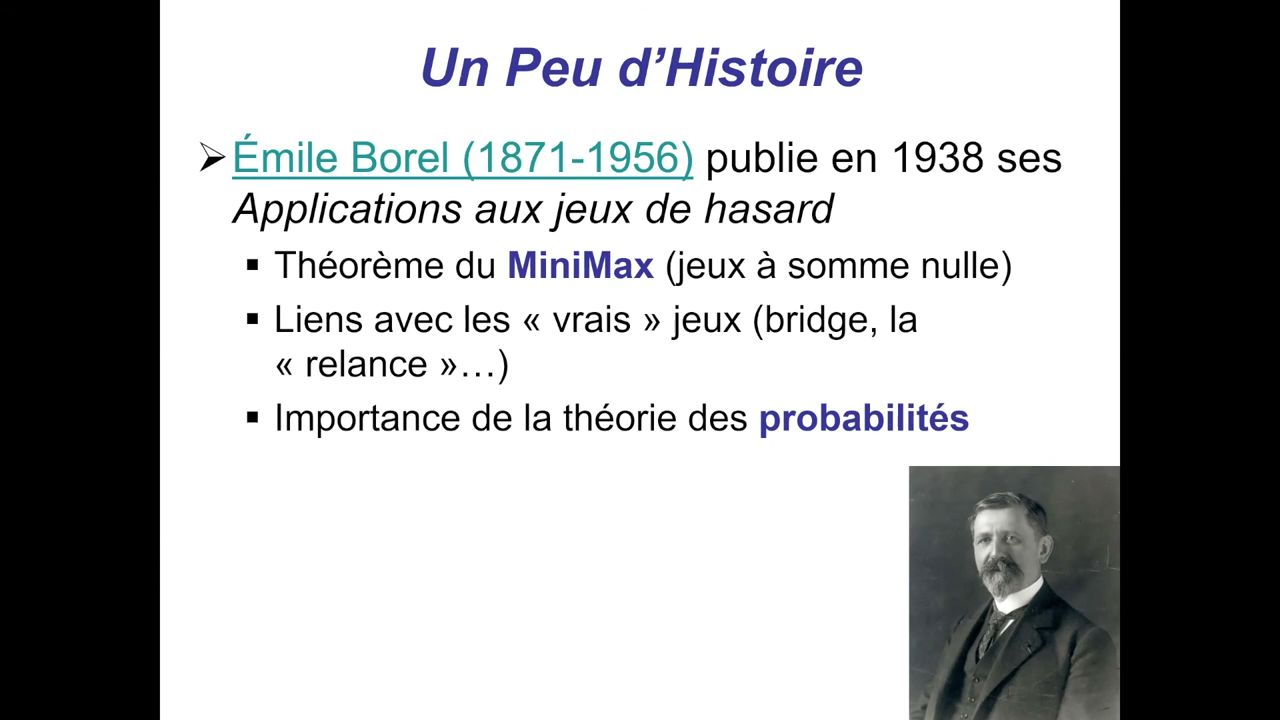 Un Peu d’Histoire
➢Émile Borel (1871-1956) publie en 1938 ses
Applications aux jeux de hasard
▪ Théorème du MiniMax (jeux à somme nulle)
▪ Liens avec les « vrais » jeux (bridge, la
« relance »…)
▪ Importance de la théorie des probabilités